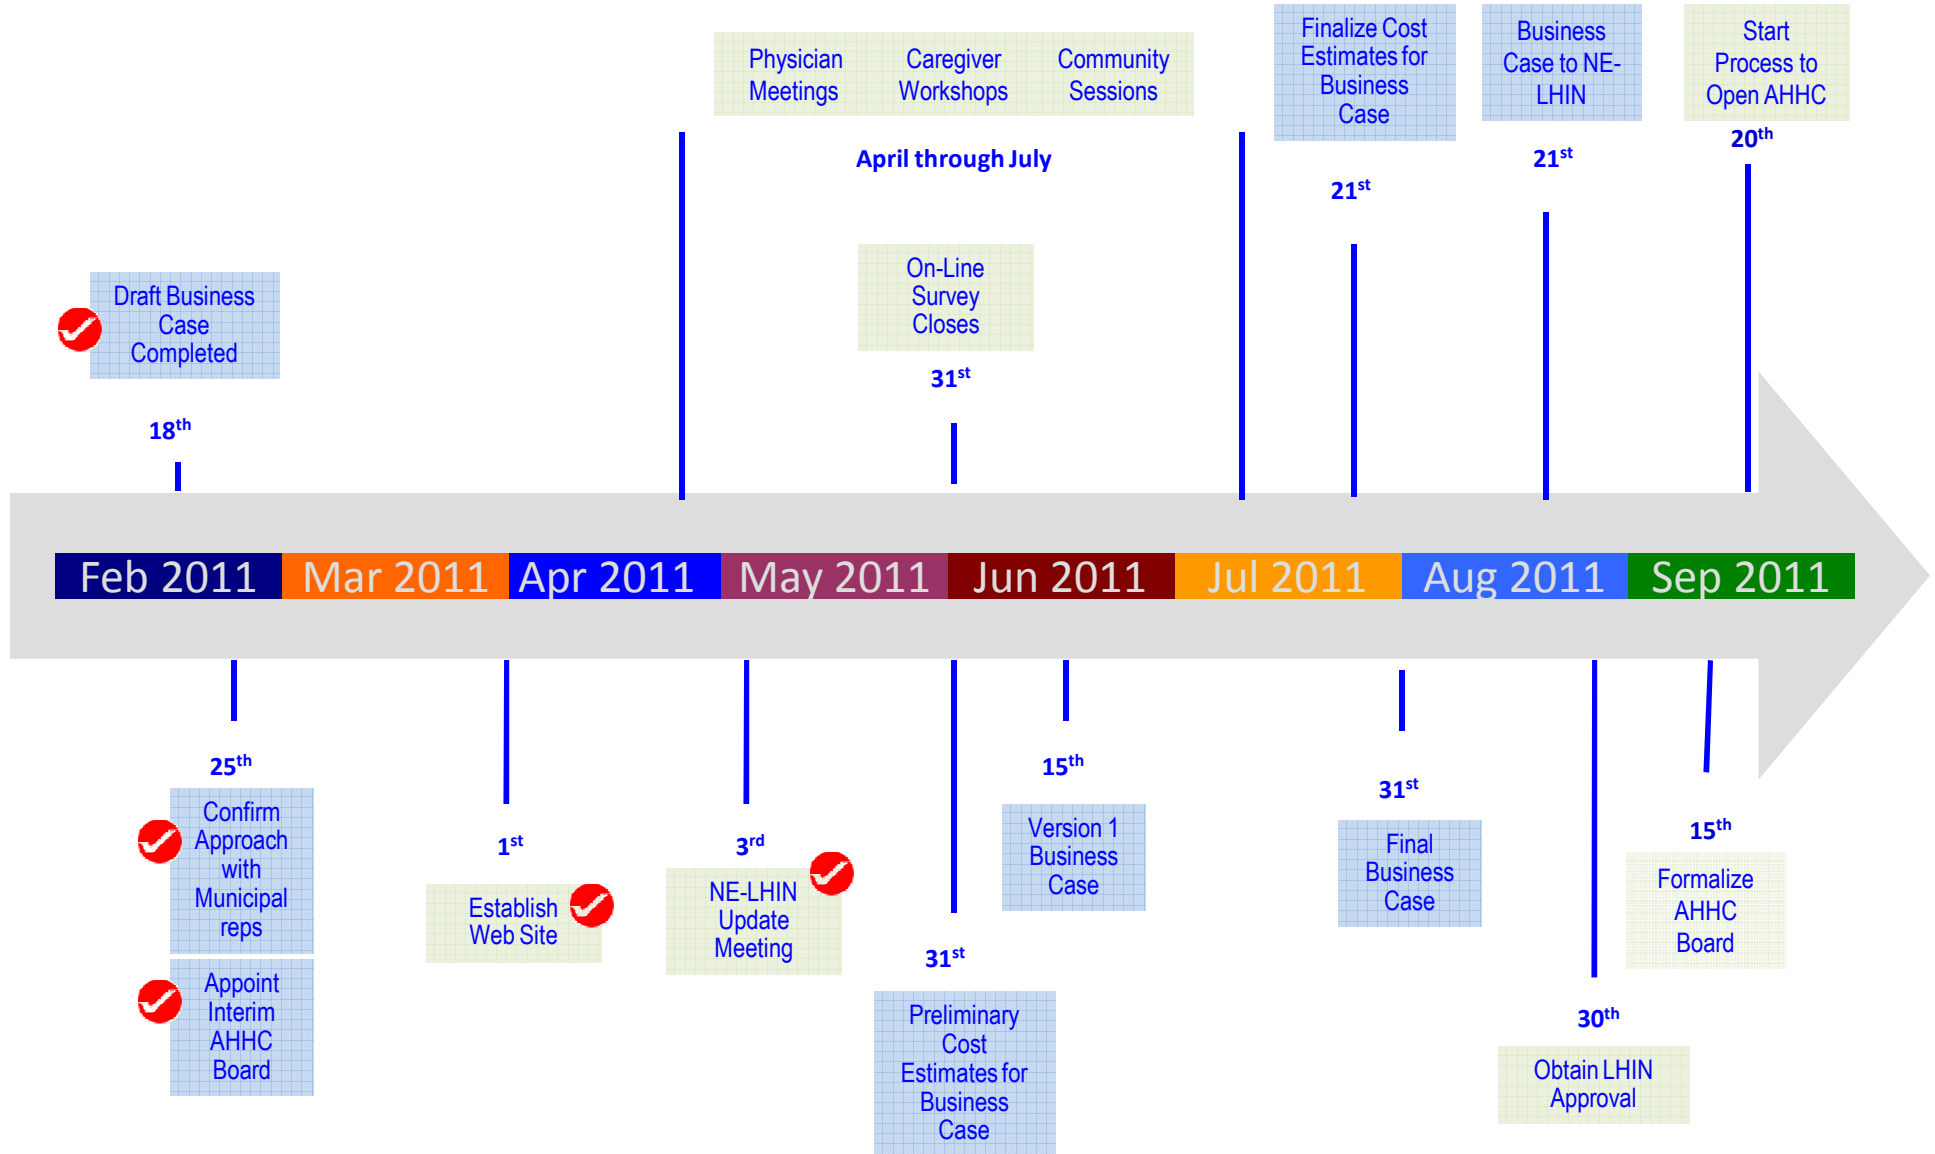 Physician
Meetings
Caregiver
Workshops
Community
Sessions
April through July
Finalize Cost
Estimates for
Business
Case
21st
Business
Case to NE-
LHIN
21st
Start
Process to
Open AHHC
20th
On-Line
Survey
Closes
31st
Draft Business
Case
Completed
18th
Feb 2011
Mar 2011
Apr 2011
May 2011
Jun 2011
Jul 2011
Aug 2011
Sep 2011
25th
Confirm
Approach
with
Municipal
reps
Appoint
Interim
AHHC
Board
1st
Establish
Web Site
3rd
NE-LHIN
Update
Meeting
31st
Preliminary
Cost
Estimates for
Business
Case
15th
Version 1
Business
Case
31st
Final
Business
Case
30th
Obtain LHIN
Approval
15th
Formalize
AHHC
Board